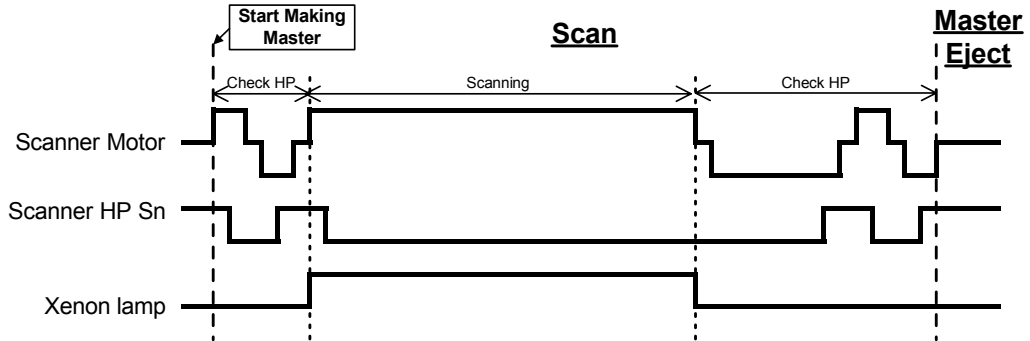 Start Making
Master
Scan
Master
Eject
Check HP
Scanning
Check HP
Scanner Motor
Scanner HP Sn
Xenon lamp